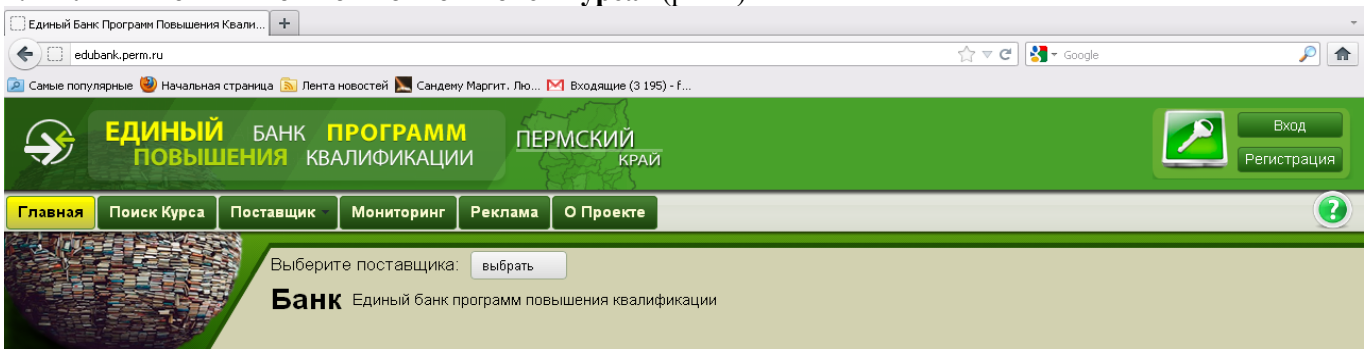 Единый Банк Программ Повышения Квали... +
edubank.perm.ru Google
Самые популярные Начальная страница Лента новостей Сандему Маргит. Лю... Входящие (3 195) - f...
ЕДИНЫЙ БАНК ПРОГРАММ
ПОВЫШЕНИЯ КВАЛИФИКАЦИИ
ПЕРМСКИЙ
КРАЙ
Вход
Регистрация
Главная Поиск Курса Поставщик Мониторинг Реклама О Проекте ?
Выберите поставщика: выбрать
Банк Единый банк программ повышения квалификации